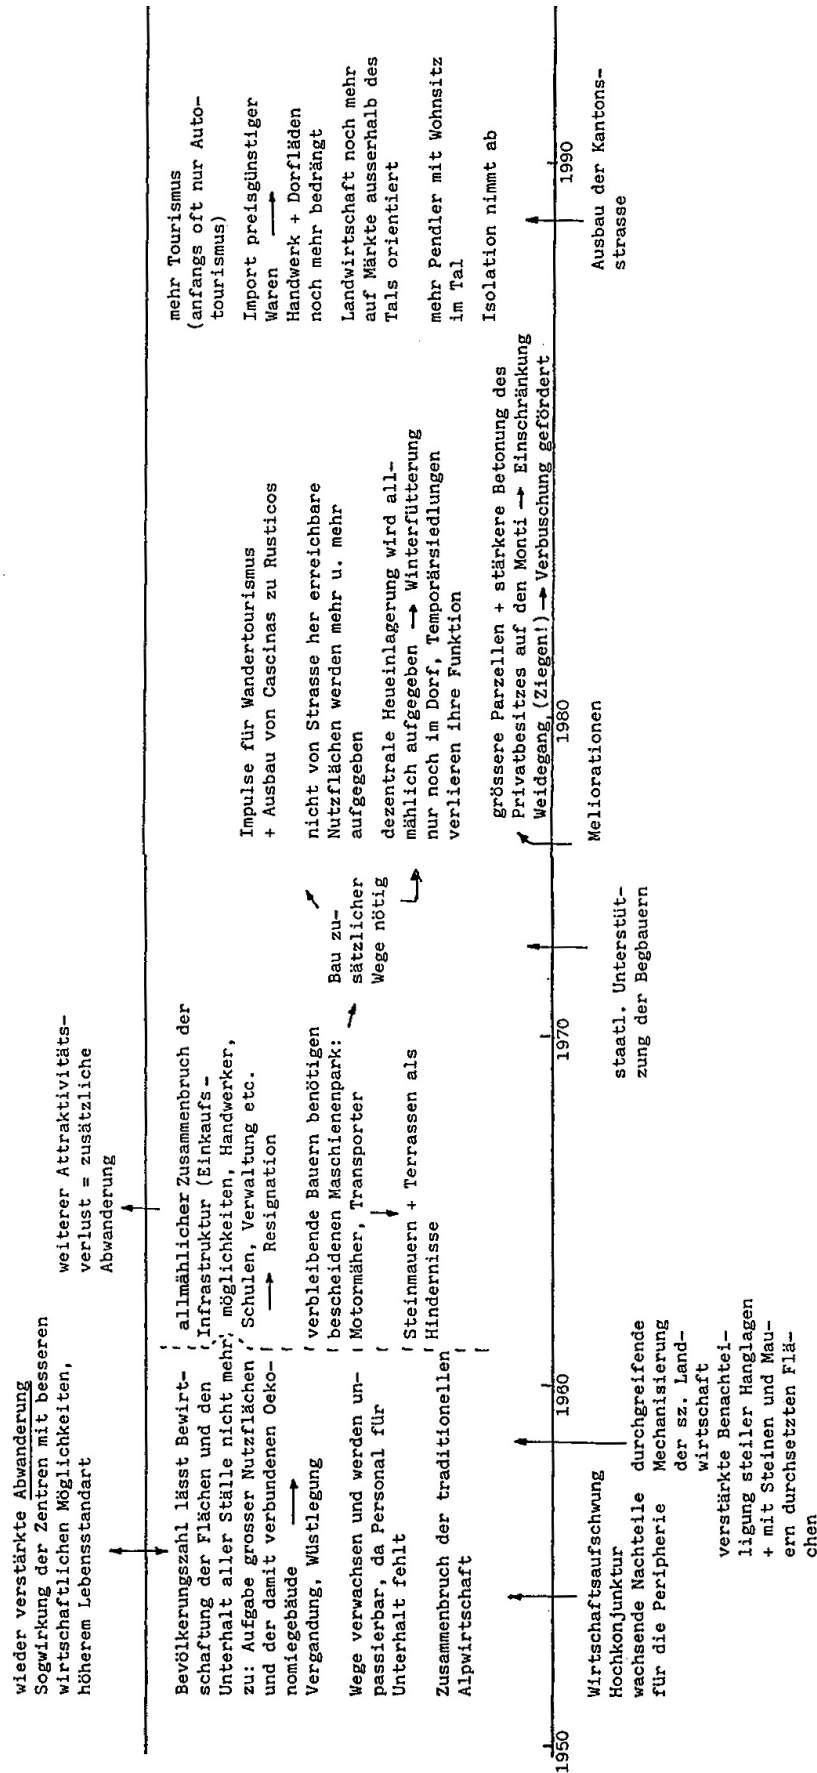 wieder verstärkte Abwanderung
Sogwirkung der Zentren mit besseren
wirtschaftlichen Möglichkeiten,
höherem Lebensstandart
weiterer Attraktivitäts-
verlust = zusätzliche
Abwanderung
Bevölkerungszahl lässt Bewirt-
schaftung der Flächen und den
Unterhalt aller Ställe nicht mehr
zu: Aufgabe grosser Nutzflächen
und der damit verbundenen Oeko-
nomiegebäude →
Vergandung, Wüstlegung
Wege verwachsen und werden un-
passierbar, da Personal für
Unterhalt fehlt
Zusammenbruch der traditionellen
Alpwirtschaft
allmählicher Zusammenbruch der
Infrastruktur (Einkaufs-
möglichkeiten, Handwerker,
Schulen, Verwaltung etc.
→ Resignation
verbleibende Bauern benötigen
bescheidenen Maschienenpark:
Motormäher, Transporter
Steinmauern + Terrassen als
Hindernisse
Bau zu-
sätzlicher
Wege nötig
Impulse für Wandertourismus
+ Ausbau von Cascinas zu Rusticos
nicht von Strasse her erreichbare
Nutzflächen werden mehr u. mehr
aufgegeben
dezentrale Heueinlagerung wird all-
mählich aufgegeben → Winterfütterung
nur noch im Dorf, Temporärsiedlungen
verlieren ihre Funktion
grössere Parzellen + stärkere Betonung des
Privatbesitzes auf den Monti → Einschränkung
Weidegang, (Ziegen!) → Verbuschung gefördert
mehr Tourismus
(anfangs oft nur Auto-
tourismus)
Import preisgünstiger
Waren →
Handwerk + Dorfläden
noch mehr bedrängt
Landwirtschaft noch mehr
auf Märkte ausserhalb des
Tals orientiert
mehr Pendler mit Wohnsitz
im Tal
Isolation nimmt ab
1950
1960
1970
1980
1990
Wirtschaftsaufschwung
Hochkonjunktur
wachsende Nachteile
für die Peripherie
durchgreifende
Mechanisierung
der sz. Land-
wirtschaft
verstärkte Benachtei-
ligung steiler Hanglagen
+ mit Steinen und Mau-
ern durchsetzten Flä-
chen
staatl. Unterstüt-
zung der Begbauern
Meliorationen
Ausbau der Kantons-
strasse